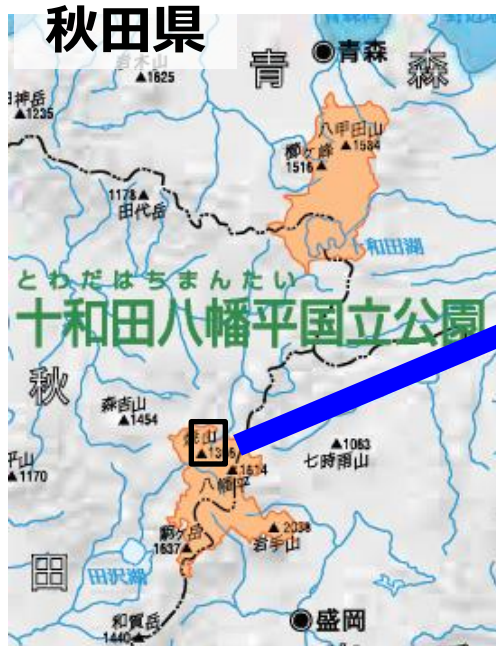 秋田県
岩木山
▲1625
青森
青森
八甲田山
▲1584
櫛ヶ峰
1516▲
▲1235
1178▲
田代岳
十和田湖
とわだはちまんたい
十和田八幡平国立公園
秋
森吉山
▲1454
焼山
▲1366
▲1614
八幡平
▲1063
七時雨山
▲1170
駒ヶ岳
1637▲
▲2038
岩手山
田
田沢湖
和賀岳
1440▲
盛岡